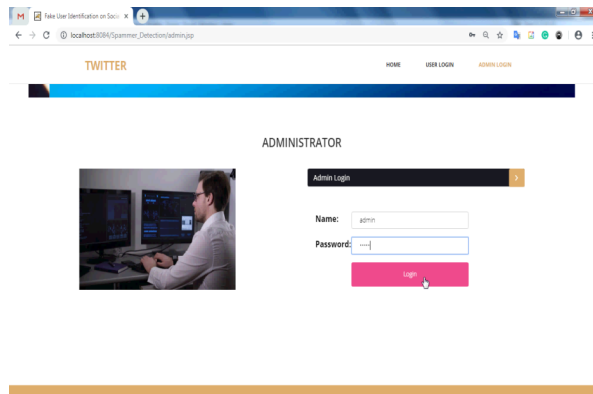 Fake User Identification on Socia
localhost:8084/Spammer_Detection/admin.jsp
TWITTER
HOME USER LOGIN ADMIN LOGIN
ADMINISTRATOR
Admin Login
Name: admin
Password: •••••
Login